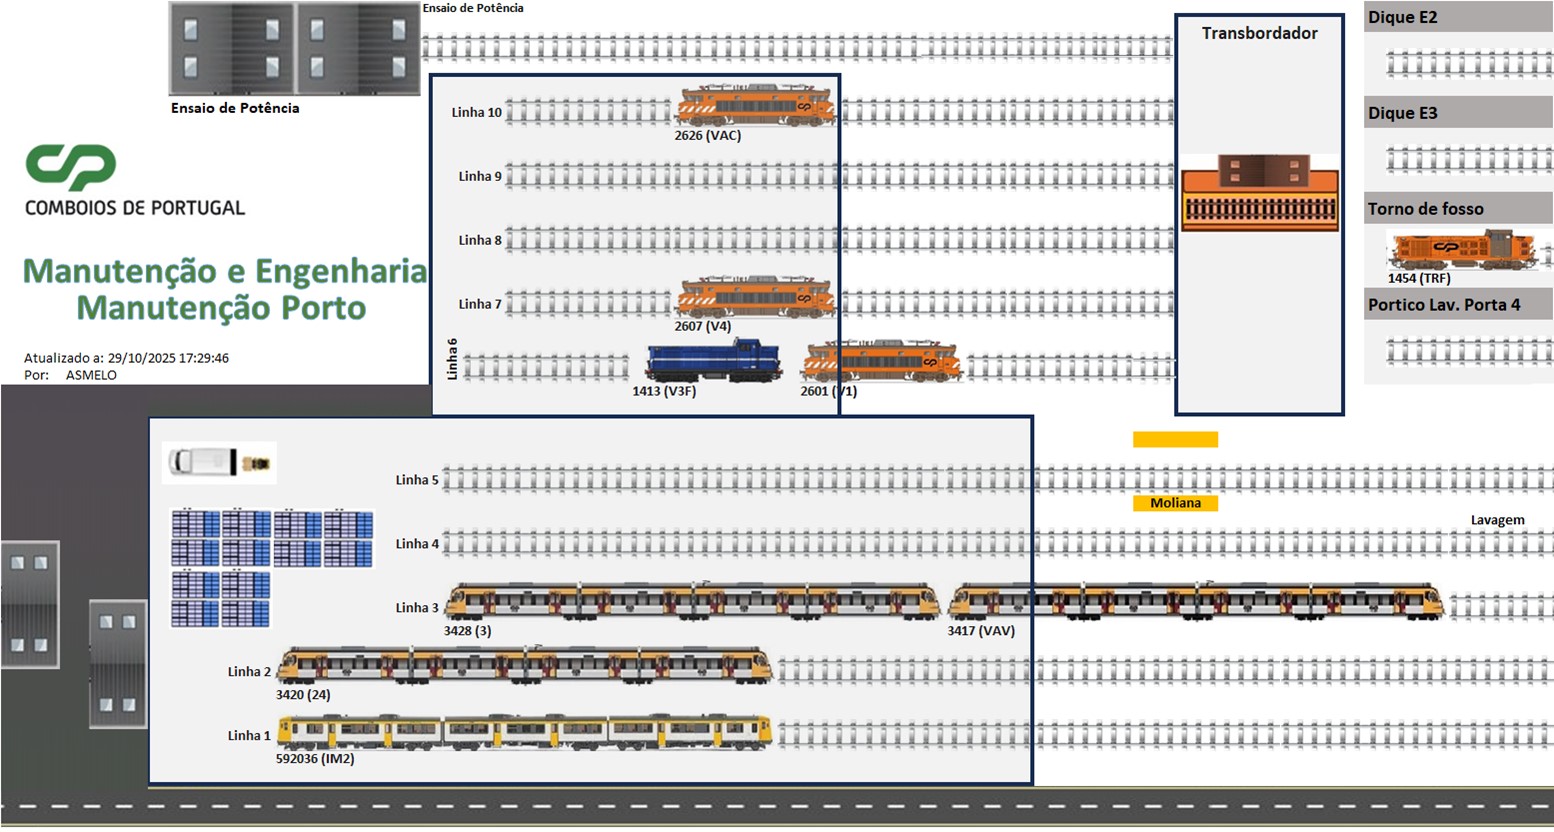 Ensaio de Potência
Transbordador
Dique E2
Ensaio de Potência
Linha 10
2626 (VAC)
Dique E3
CP
COMBOIOS DE PORTUGAL
Linha 9
Torno de fosso
Linha 8
1454 (TRF)
Manutenção e Engenharia
Manutenção Porto
Linha 7
2607 (V4)
Portico Lav. Porta 4
Atualizado a: 29/10/2025 17:29:46
Por: ASMELO
Linha 6
1413 (V3F)
2601 (V1)
Linha 5
Moliana
Lavagem
Linha 4
Linha 3
3428 (3)
3417 (VAV)
Linha 2
3420 (24)
Linha 1
592036 (IM2)